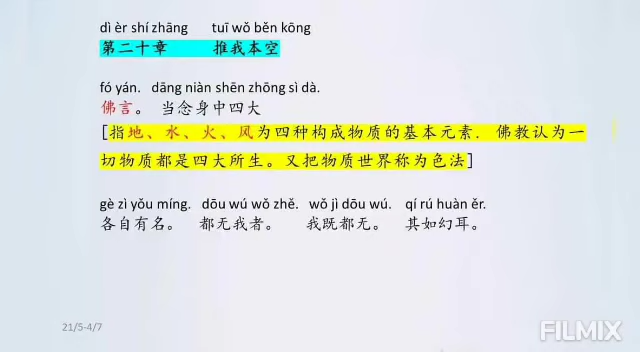 dì èr shí zhāng tuī wǒ běn kōng
第二十章 推我本空
fó yán. dāng niàn shēn zhōng sì dà.
佛言。 当念身中四大
[指地、水、火、风为四种构成物质的基本元素. 佛教认为一
切物质都是四大所生。又把物质世界称为色法]
gè zì yǒu míng. dōu wú wǒ zhě. wǒ jì dōu wú. qí rú huàn ěr.
各自有名。 都无我者。 我既都无。 其如幻耳。
21/5-4/7
FILMIX